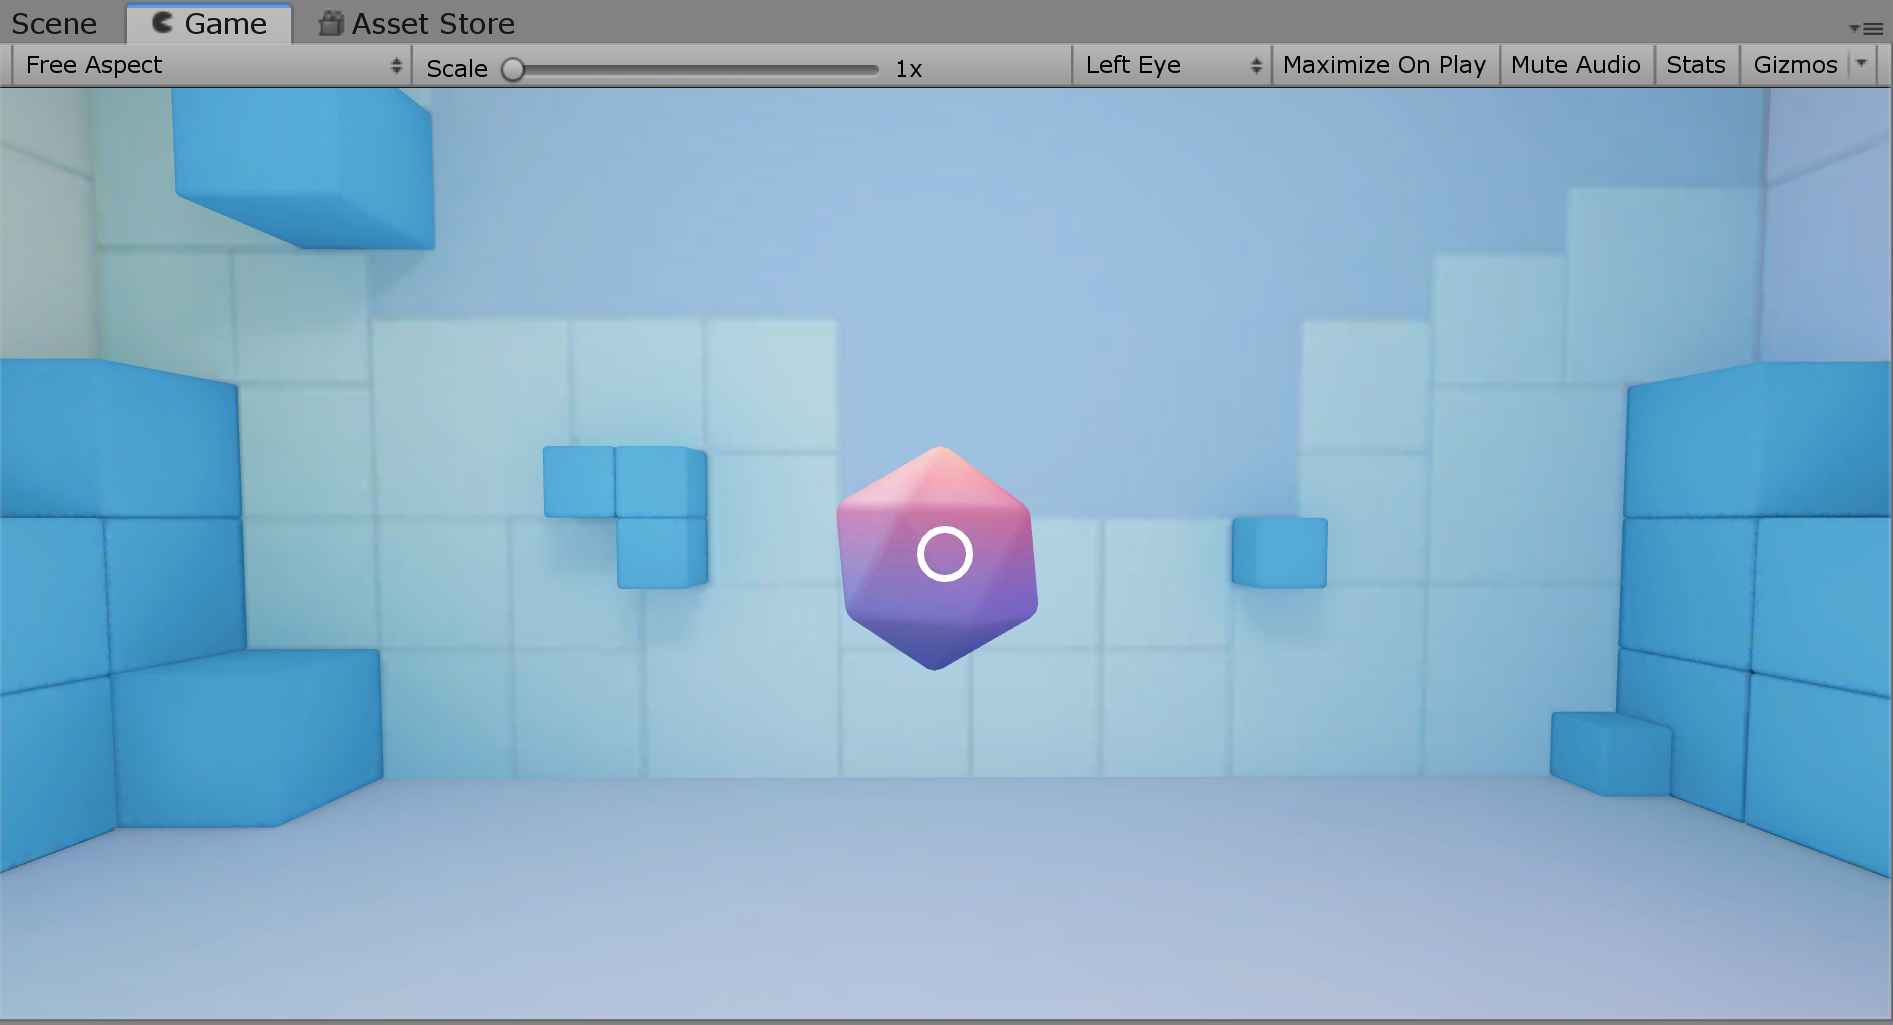 Scene Game Asset Store
Free Aspect Scale 1x Left Eye Maximize On Play Mute Audio Stats Gizmos